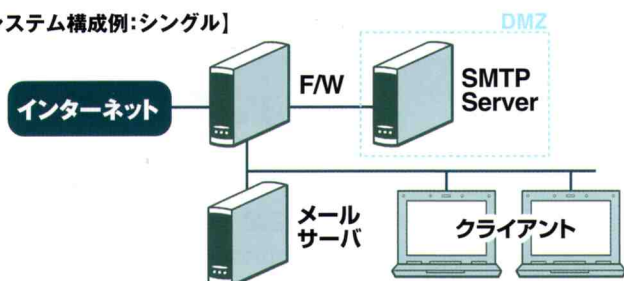 ステム構成例:シングル】
DMZ
インターネット
F/W
SMTP
Server
メール
サーバ
クライアント